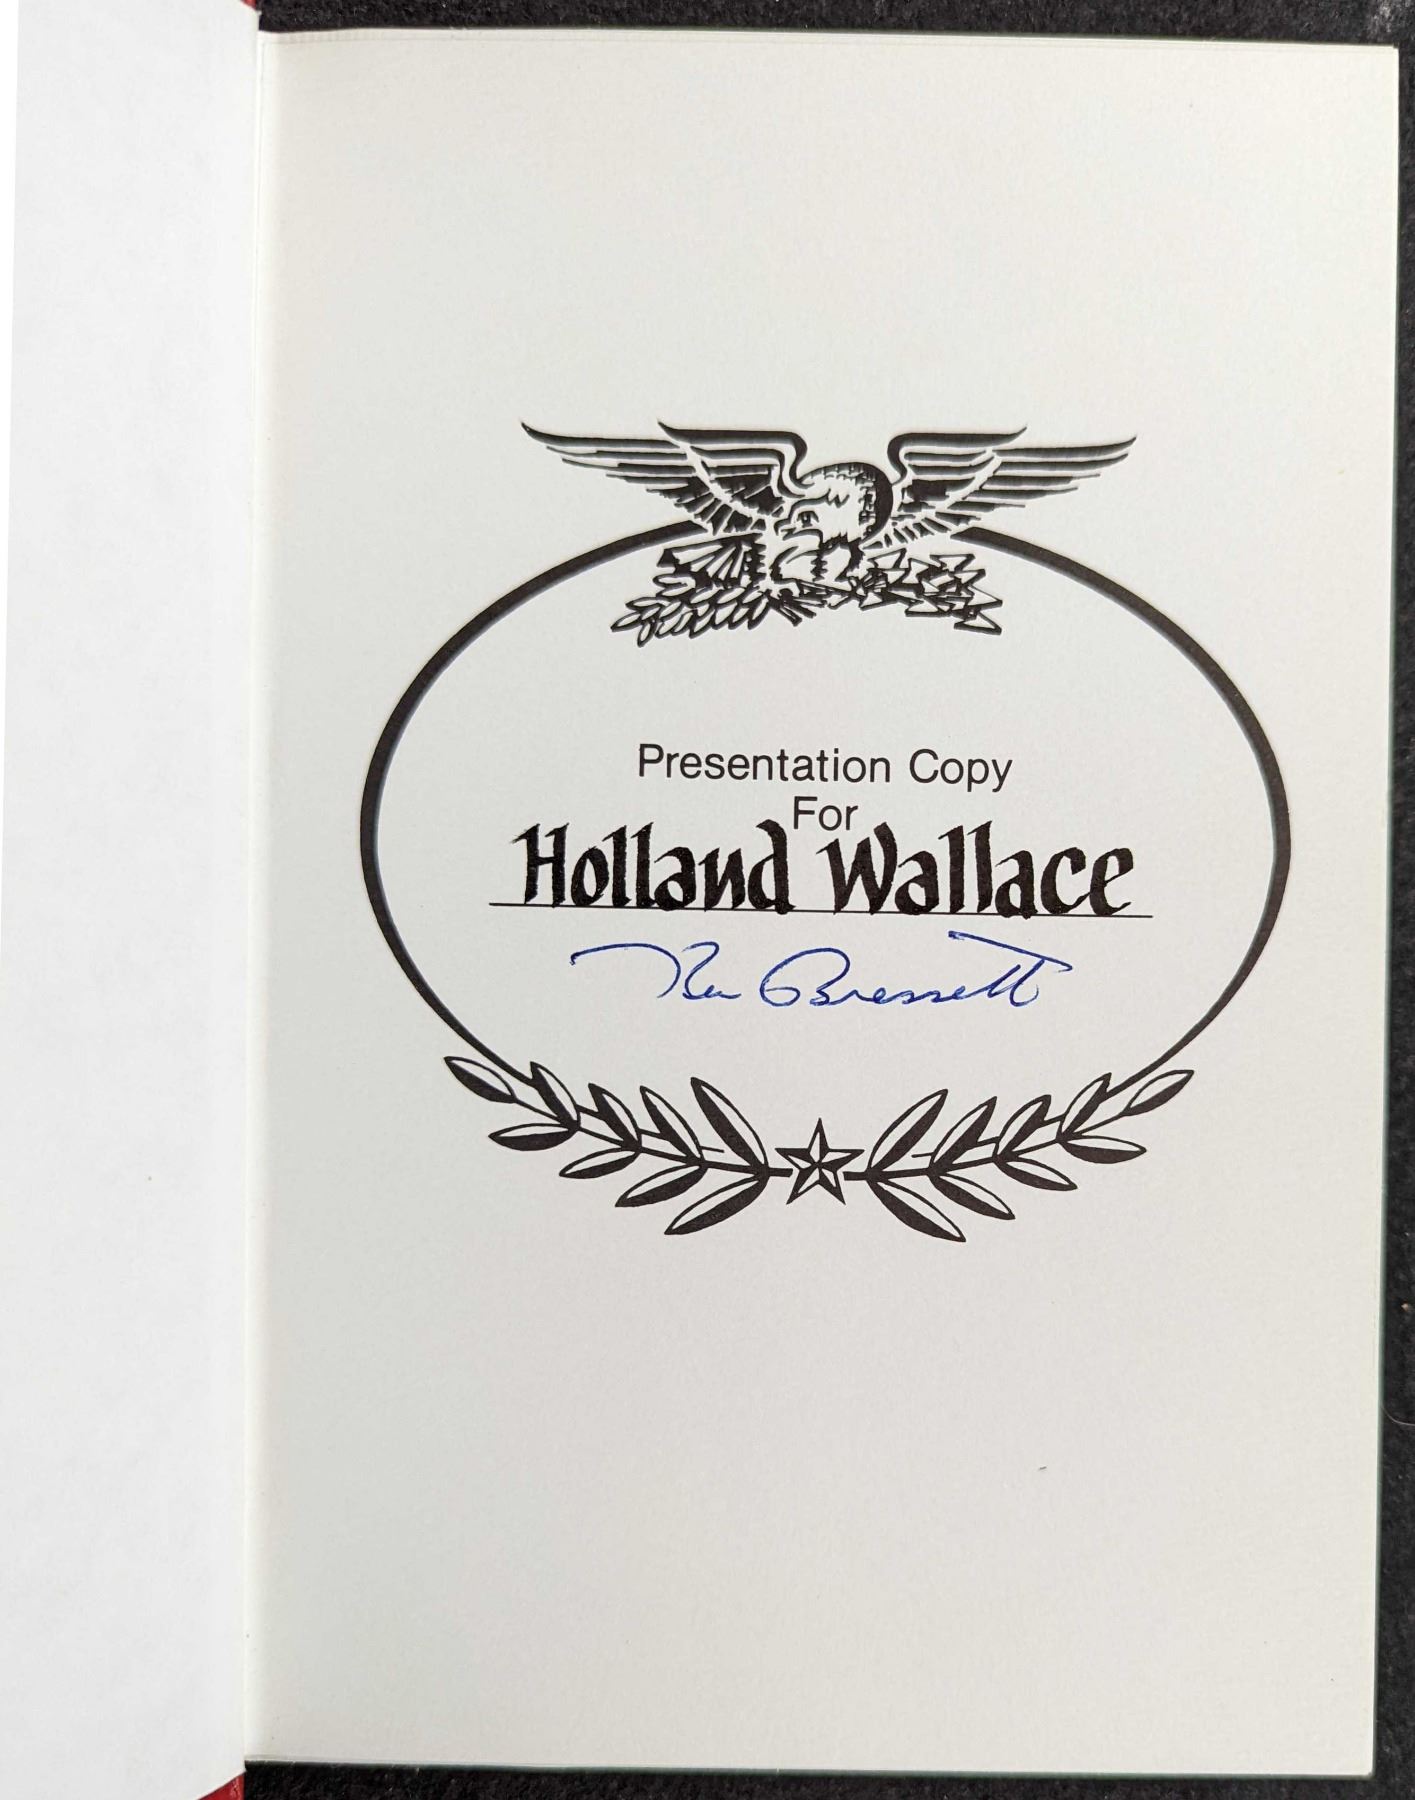 Presentation Copy
For
Holland Wallace
Ken Bressett